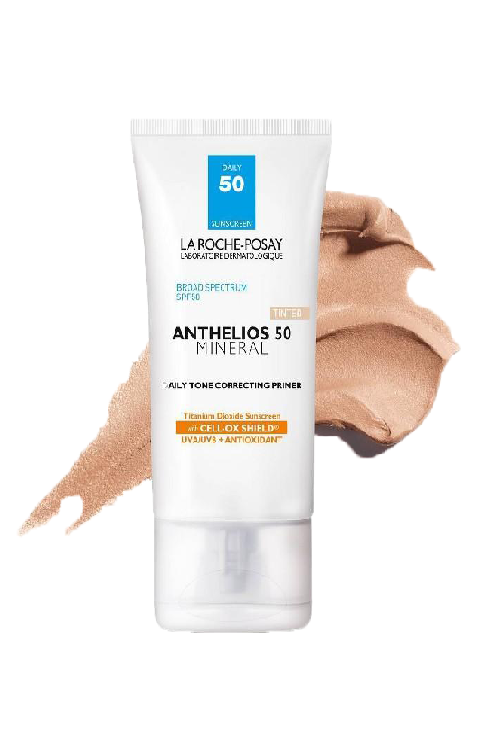 DAILY
50
SUNSCREEN
LA ROCHE-POSAY
LABORATOIRE DERMATOLOGIQUE
BROAD SPECTRUM
SPF50
TINTED
ANTHELIOS 50
MINERAL
DAILY TONE CORRECTING PRIMER
Titanium Dioxide Sunscreen
with CELL-OX SHIELD®
UVA/UVB + ANTIOXIDANT